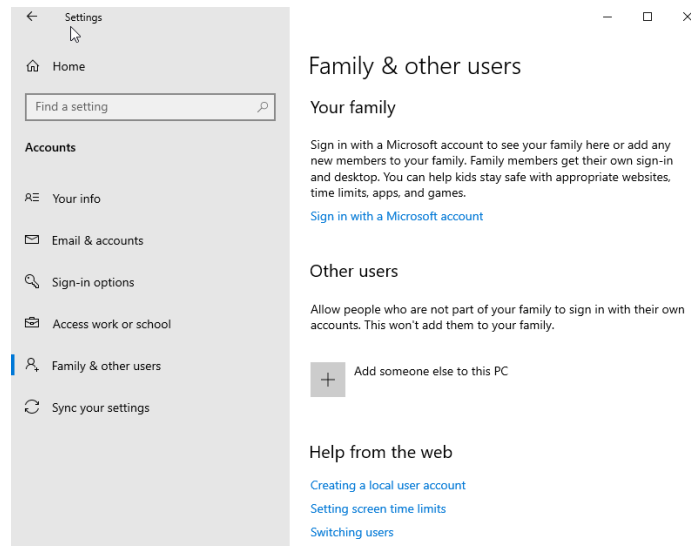 Settings
Home
Find a setting
Accounts
Your info
Email & accounts
Sign-in options
Access work or school
Family & other users
Sync your settings
Family & other users
Your family
Sign in with a Microsoft account to see your family here or add any
new members to your family. Family members get their own sign-in
and desktop. You can help kids stay safe with appropriate websites,
time limits, apps, and games.
Sign in with a Microsoft account
Other users
Allow people who are not part of your family to sign in with their own
accounts. This won't add them to your family.
Add someone else to this PC
Help from the web
Creating a local user account
Setting screen time limits
Switching users